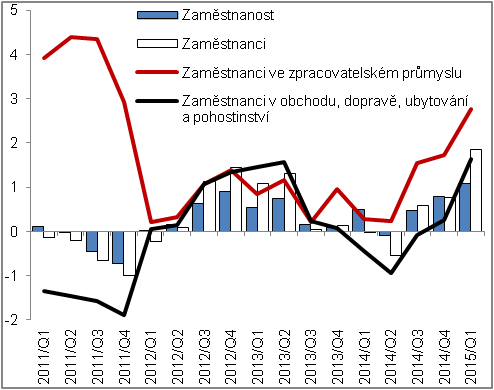 5
4
3
2
1
0
-1
-2
Zaměstnanost
Zaměstnanci
Zaměstnanci ve zpracovatelském průmyslu
Zaměstnanci v obchodu, dopravě, ubytování
a pohostinství
2011/Q1
2011/Q2
2011/Q3
2011/Q4
2012/Q1
2012/Q2
2012/Q3
2012/Q4
2013/Q1
2013/Q2
2013/Q3
2013/Q4
2014/Q1
2014/Q2
2014/Q3
2014/Q4
2015/Q1